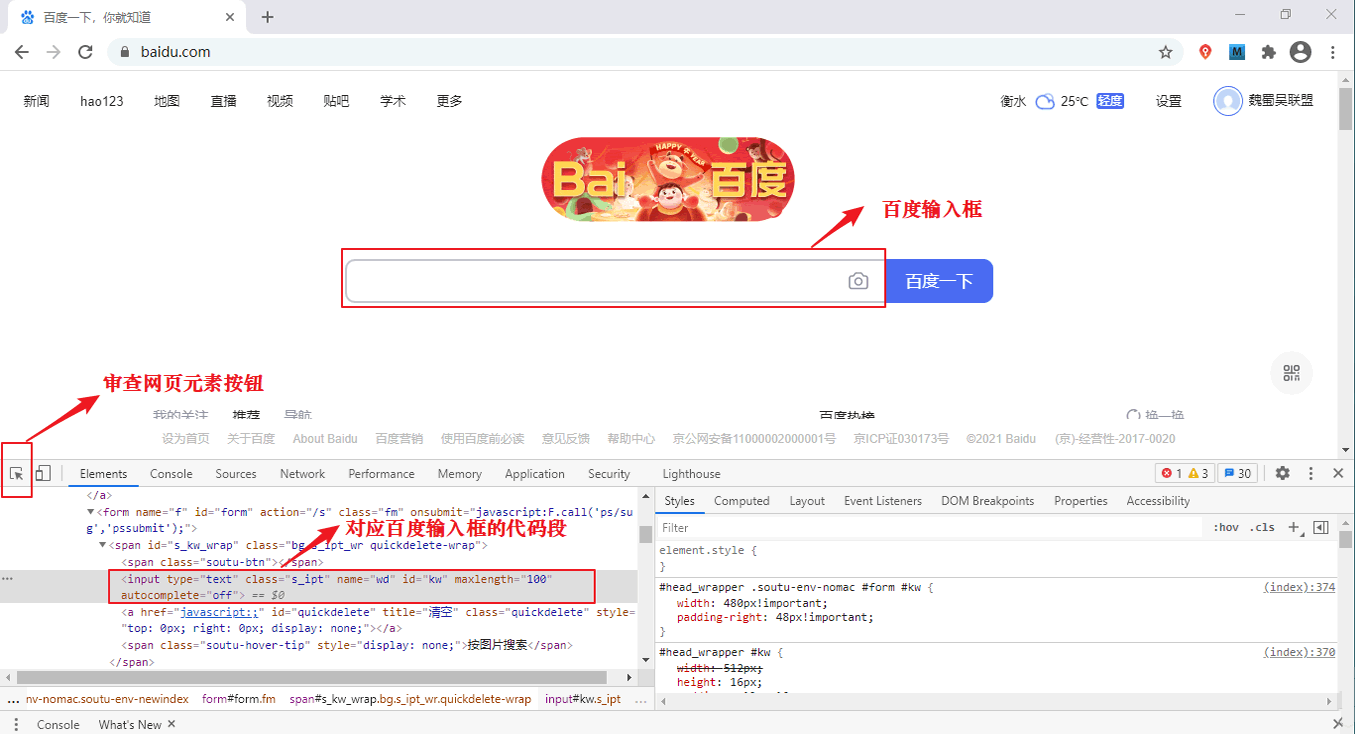 百度一下，你就知道
baidu.com
M
新闻 hao123 地图 直播 视频 贴吧 学术 更多
衡水 25℃ 轻度 设置 魏蜀吴联盟
HAPPY 牛 YEAR
Bai 百度
百度输入框
百度一下
审查网页元素按钮
我的关注 推荐 导航 百度热榜 换一换
设为首页 关于百度 About Baidu 百度营销 使用百度前必读 意见反馈 帮助中心 京公网安备11000002000001号 京ICP证030173号 ©2021 Baidu (京)-经营性-2017-0020
Elements Console Sources Network Performance Memory Application Security Lighthouse 1 3 30
</a>
▼<form name="f" id="form" action="/s" class="fm" onsubmit="javascript:F.call('ps/su
g','pssubmit');">
对应百度输入框的代码段
▼<span id="s_kw_wrap" class="bg s_ipt_wr quickdelete-wrap">
<span class="soutu-btn"></span>
<input type="text" class="s_ipt" name="wd" id="kw" maxlength="100"
autocomplete="off"> == $0
<a href="javascript:;" id="quickdelete" title="清空" class="quickdelete" style=
"top: 0px; right: 0px; display: none;"></a>
<span class="soutu-hover-tip" style="display: none;">按图片搜索</span>
</span>
... nv-nomac.soutu-env-newindex form#form.fm span#s_kw_wrap.bg.s_ipt_wr.quickdelete-wrap input#kw.s_ipt ...
Styles Computed Layout Event Listeners DOM Breakpoints Properties Accessibility
Filter :hov .cls +
element.style {
}
#head_wrapper .soutu-env-nomac #form #kw { (index):374
width: 480px!important;
padding-right: 48px!important;
}
#head_wrapper #kw { (index):370
width: 512px;
height: 16px;
Console What's New ×